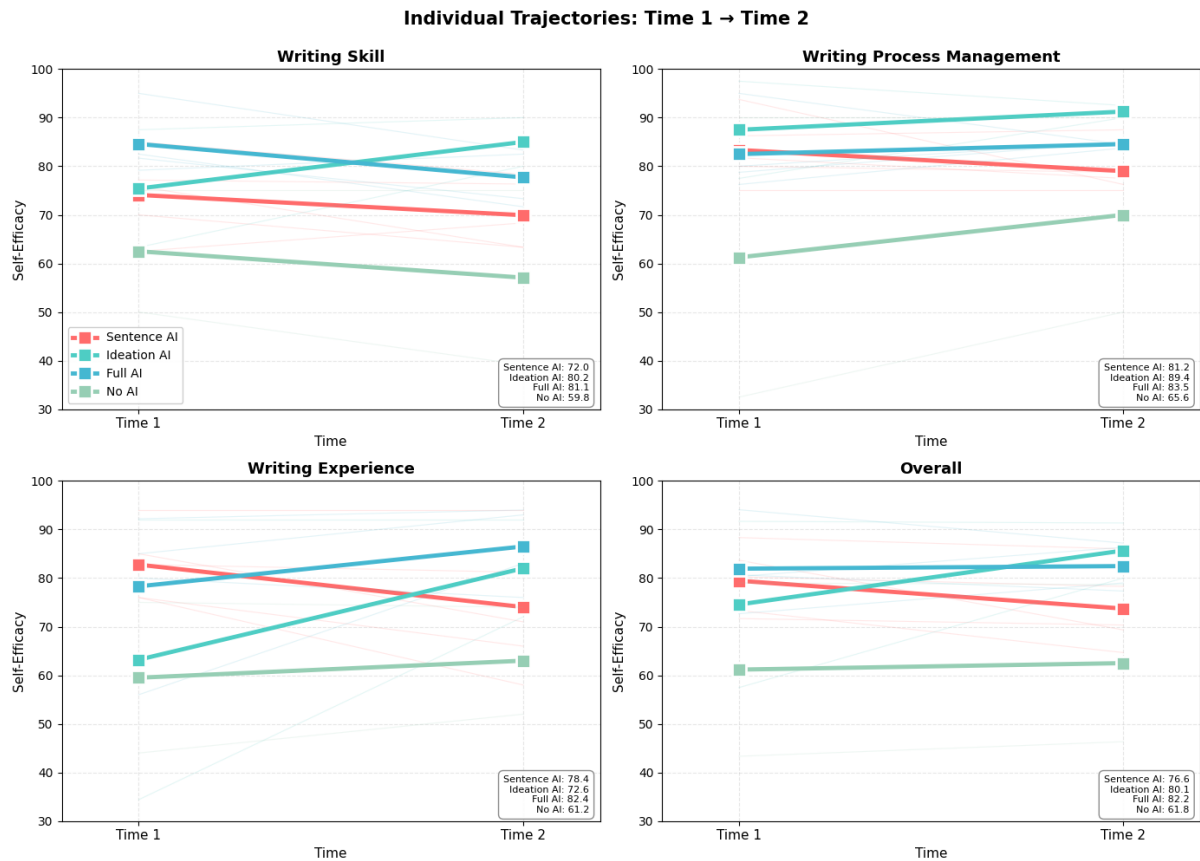 Individual Trajectories: Time 1 → Time 2
Writing Skill
100
90
80
70
60
50
40
30
Self-Efficacy
Sentence AI
Ideation AI
Full AI
No AI
Sentence AI: 72.0
Ideation AI: 80.2
Full AI: 81.1
No AI: 59.8
Time 1
Time 2
Time
Writing Process Management
100
90
80
70
60
50
40
30
Self-Efficacy
Sentence AI: 81.2
Ideation AI: 89.4
Full AI: 83.5
No AI: 65.6
Time 1
Time 2
Time
Writing Experience
100
90
80
70
60
50
40
30
Self-Efficacy
Sentence AI: 78.4
Ideation AI: 72.6
Full AI: 82.4
No AI: 61.2
Time 1
Time 2
Time
Overall
100
90
80
70
60
50
40
30
Self-Efficacy
Sentence AI: 76.6
Ideation AI: 80.1
Full AI: 82.2
No AI: 61.8
Time 1
Time 2
Time